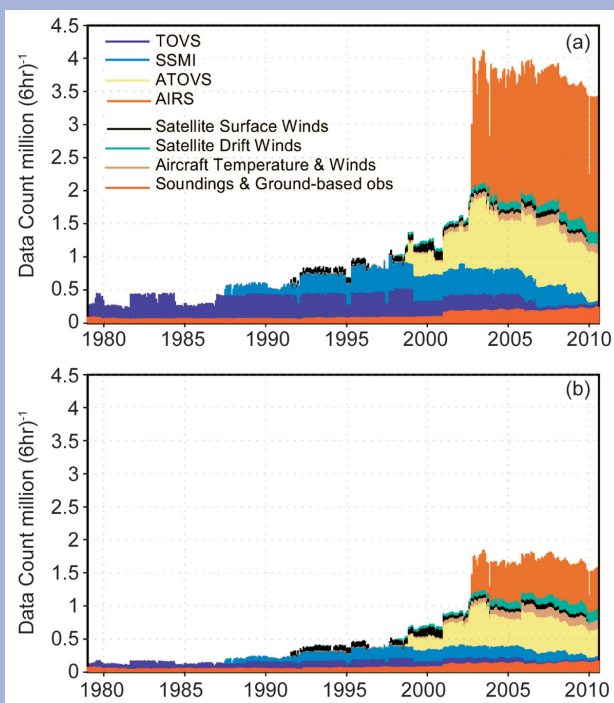 4.5
4
3.5
3
2.5
2
1.5
1
0.5
0
Data Count million (6hr)-1
(a)
TOVS
SSMI
ATOVS
AIRS
Satellite Surface Winds
Satellite Drift Winds
Aircraft Temperature & Winds
Soundings & Ground-based obs
1980 1985 1990 1995 2000 2005 2010
4.5
4
3.5
3
2.5
2
1.5
1
0.5
0
Data Count million (6hr)-1
(b)
1980 1985 1990 1995 2000 2005 2010